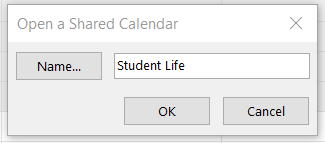 Open a Shared Calendar
Name... Student Life
OK Cancel